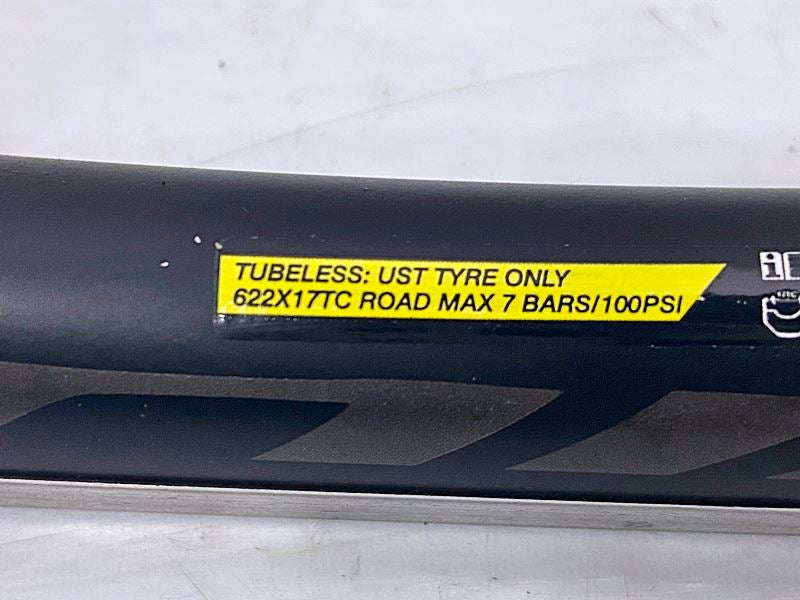 TUBELESS: UST TYRE ONLY
622X17TC ROAD MAX 7 BARS/100PSI